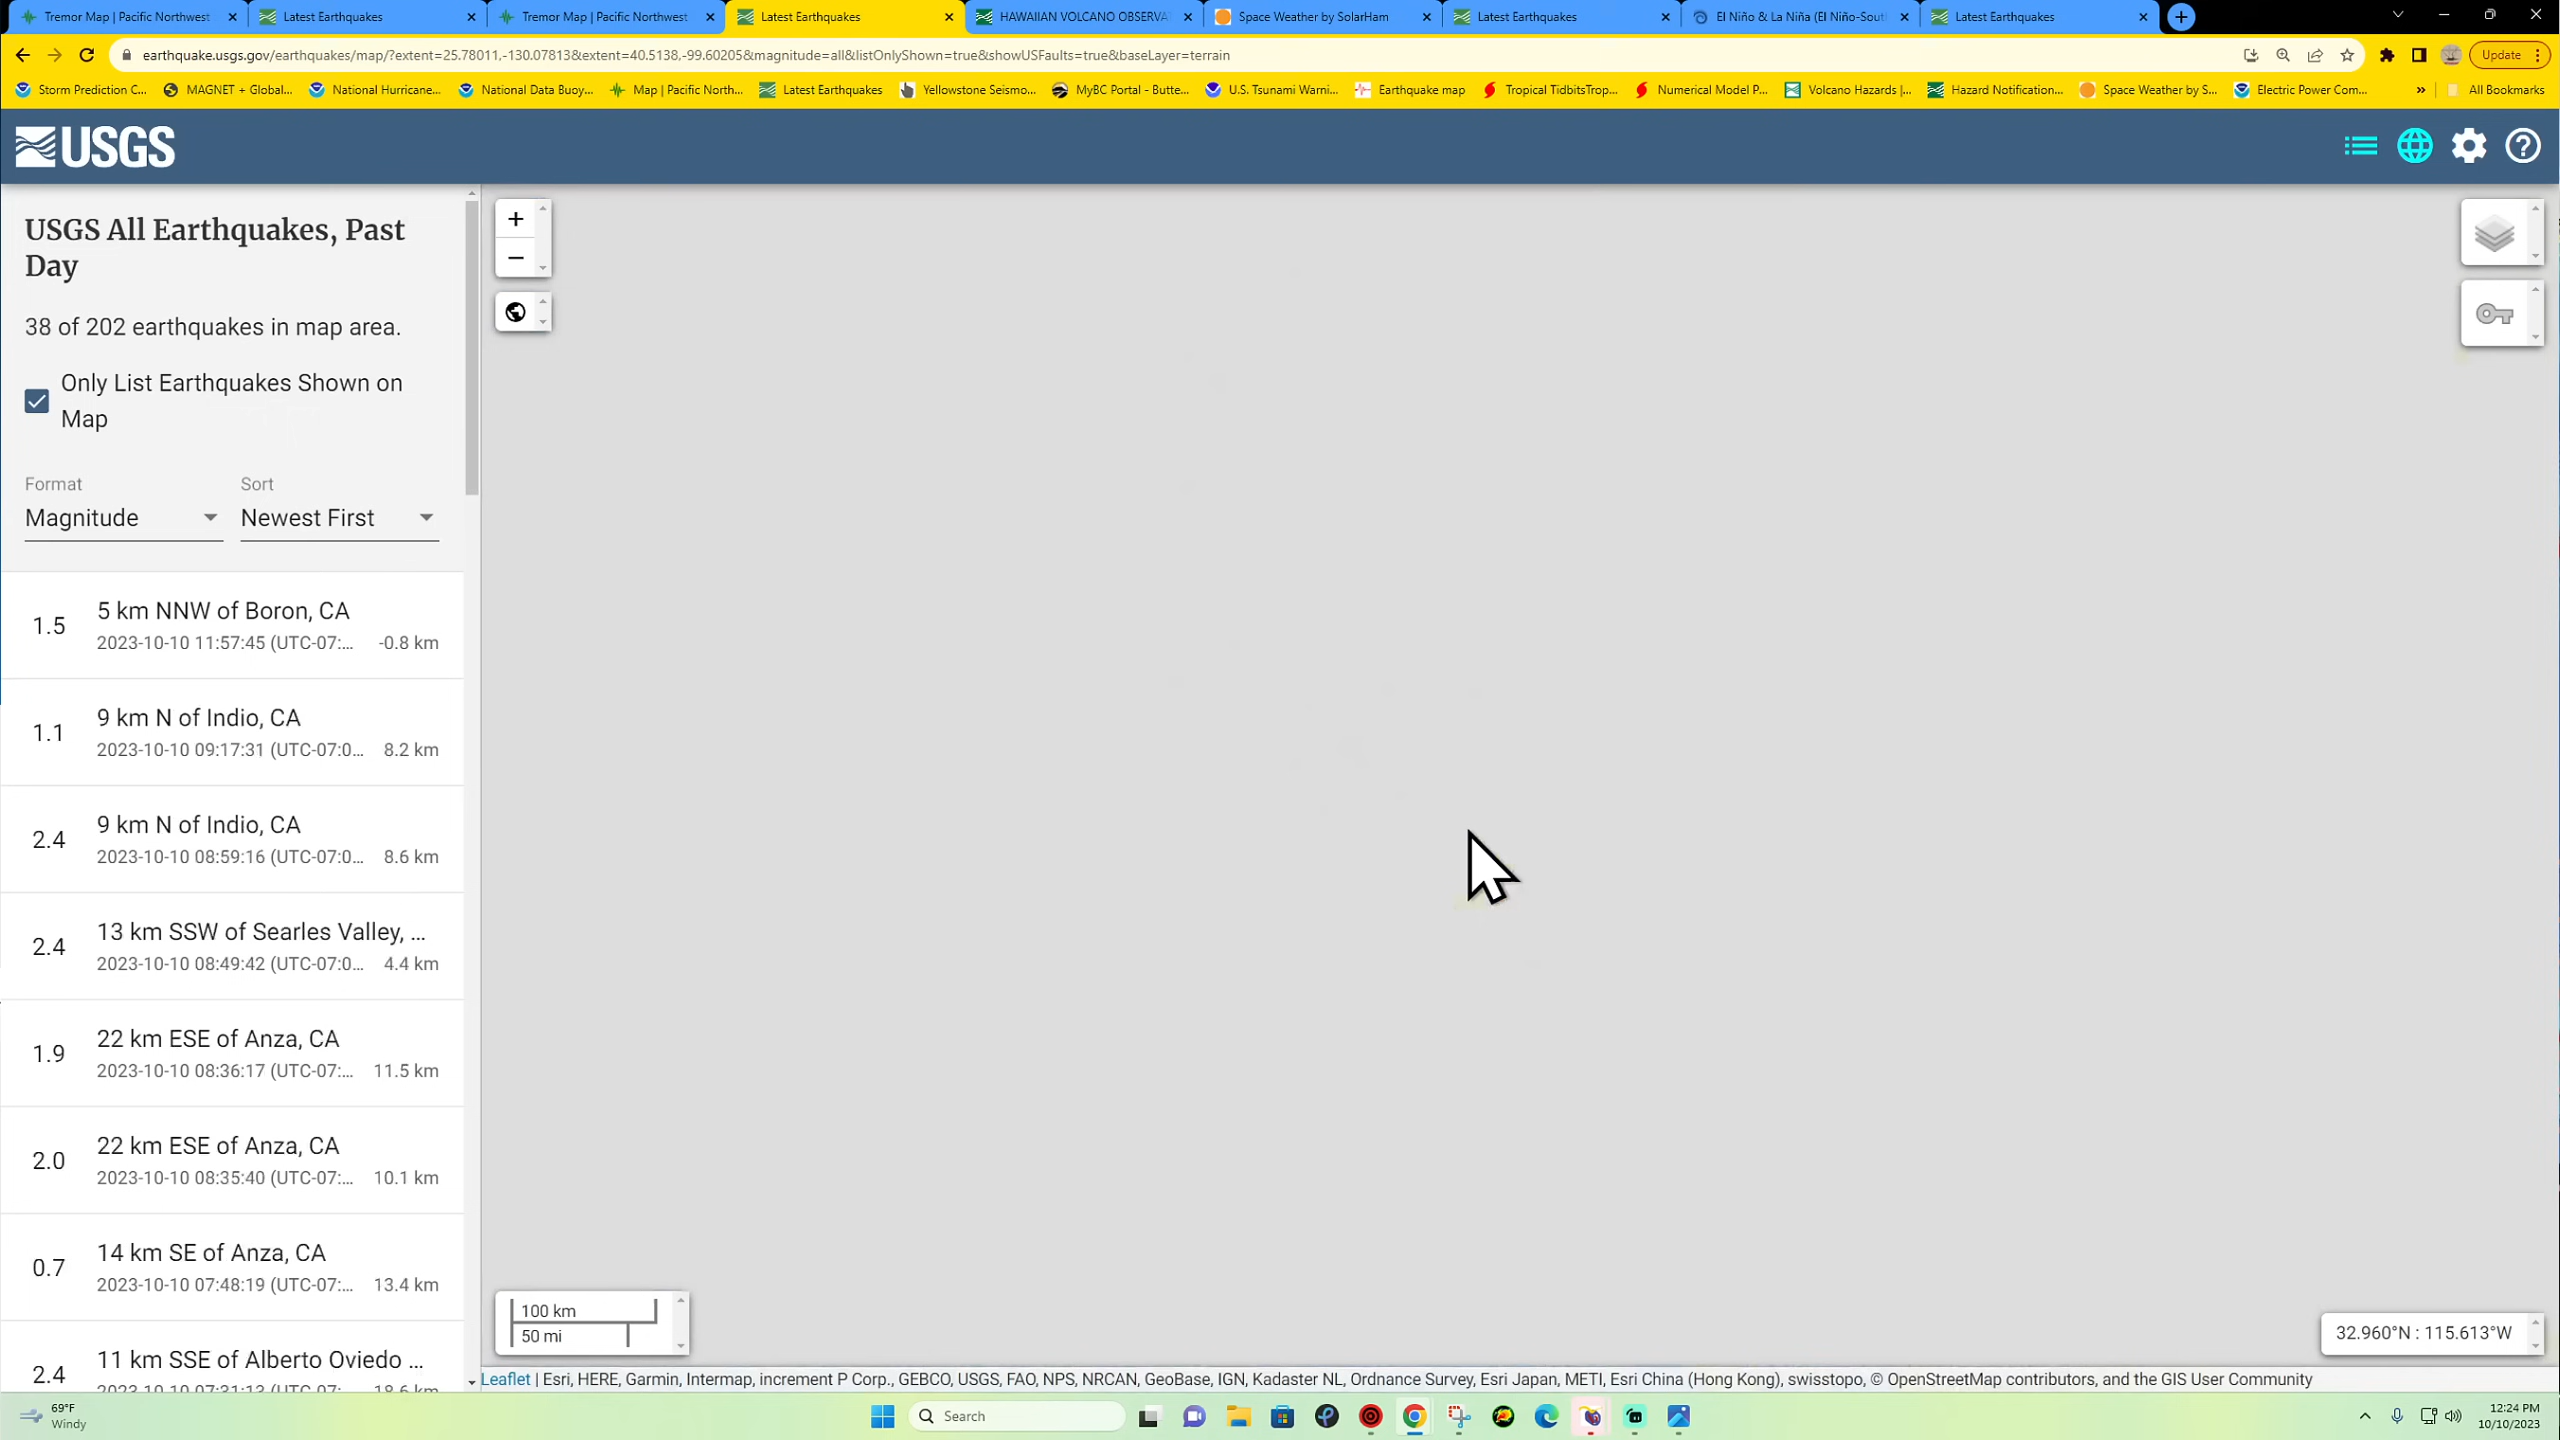 Tremor Map | Pacific Northwest
Latest Earthquakes
Tremor Map | Pacific Northwest
Latest Earthquakes
HAWAIIAN VOLCANO OBSERVAT
Space Weather by SolarHam
Latest Earthquakes
El Niño & La Niña (El Niño-Sout
Latest Earthquakes
earthquake.usgs.gov/earthquakes/map/?extent=25.78011,-130.07813&extent=40.5138,-99.60205&magnitude=all&listOnlyShown=true&showUSFaults=true&baseLayer=terrain
Update
Storm Prediction C...
MAGNET + Global...
National Hurricane...
National Data Buoy...
Map | Pacific North...
Latest Earthquakes
Yellowstone Seismo...
MyBC Portal - Butte...
U.S. Tsunami Warni...
Earthquake map
Tropical TidbitsTrop...
Numerical Model P...
Volcano Hazards |...
Hazard Notification...
Space Weather by S...
Electric Power Com...
»
All Bookmarks
USGS
USGS All Earthquakes, Past
Day
38 of 202 earthquakes in map area.
Only List Earthquakes Shown on
Map
Format
Sort
Magnitude
Newest First
1.5
5 km NNW of Boron, CA
2023-10-10 11:57:45 (UTC-07:... -0.8 km
1.1
9 km N of Indio, CA
2023-10-10 09:17:31 (UTC-07:0... 8.2 km
2.4
9 km N of Indio, CA
2023-10-10 08:59:16 (UTC-07:0... 8.6 km
2.4
13 km SSW of Searles Valley, ...
2023-10-10 08:49:42 (UTC-07:0... 4.4 km
1.9
22 km ESE of Anza, CA
2023-10-10 08:36:17 (UTC-07:... 11.5 km
2.0
22 km ESE of Anza, CA
2023-10-10 08:35:40 (UTC-07:... 10.1 km
0.7
14 km SE of Anza, CA
2023-10-10 07:48:19 (UTC-07:... 13.4 km
2.4
11 km SSE of Alberto Oviedo ...
2023-10-10 07:31:13 (UTC-07:... 18.6 km
100 km
50 mi
32.960°N : 115.613°W
Leaflet | Esri, HERE, Garmin, Intermap, increment P Corp., GEBCO, USGS, FAO, NPS, NRCAN, GeoBase, IGN, Kadaster NL, Ordnance Survey, Esri Japan, METI, Esri China (Hong Kong), swisstopo, © OpenStreetMap contributors, and the GIS User Community
69°F
Windy
Search
12:24 PM
10/10/2023